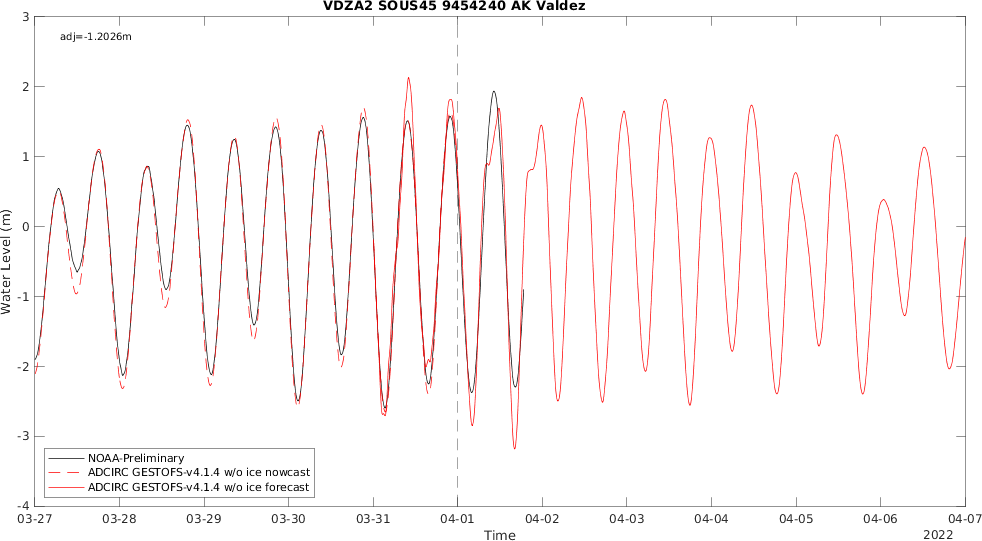 VDZA2 SOUS45 9454240 AK Valdez
adj=-1.2026m
3
2
1
0
-1
-2
-3
-4
Water Level (m)
NOAA-Preliminary
ADCIRC GESTOFS-v4.1.4 w/o ice nowcast
ADCIRC GESTOFS-v4.1.4 w/o ice forecast
03-27 03-28 03-29 03-30 03-31 04-01 04-02 04-03 04-04 04-05 04-06 04-07
Time
2022